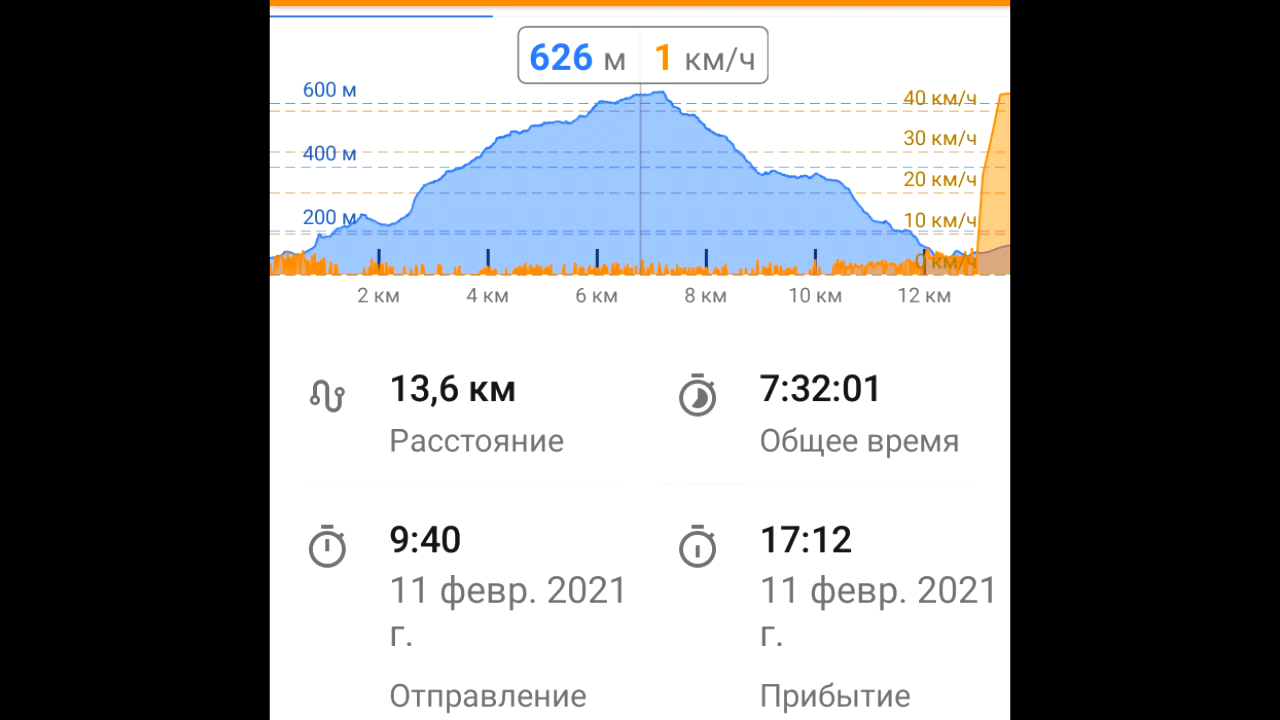 626 м 1 км/ч
600 м
40 км/ч
30 км/ч
400 м
20 км/ч
200 м
10 км/ч
0 км/ч
2 км 4 км 6 км 8 км 10 км 12 км
13,6 км 7:32:01
Расстояние Общее время
9:40 17:12
11 февр. 2021 11 февр. 2021
г. г.
Отправление Прибытие